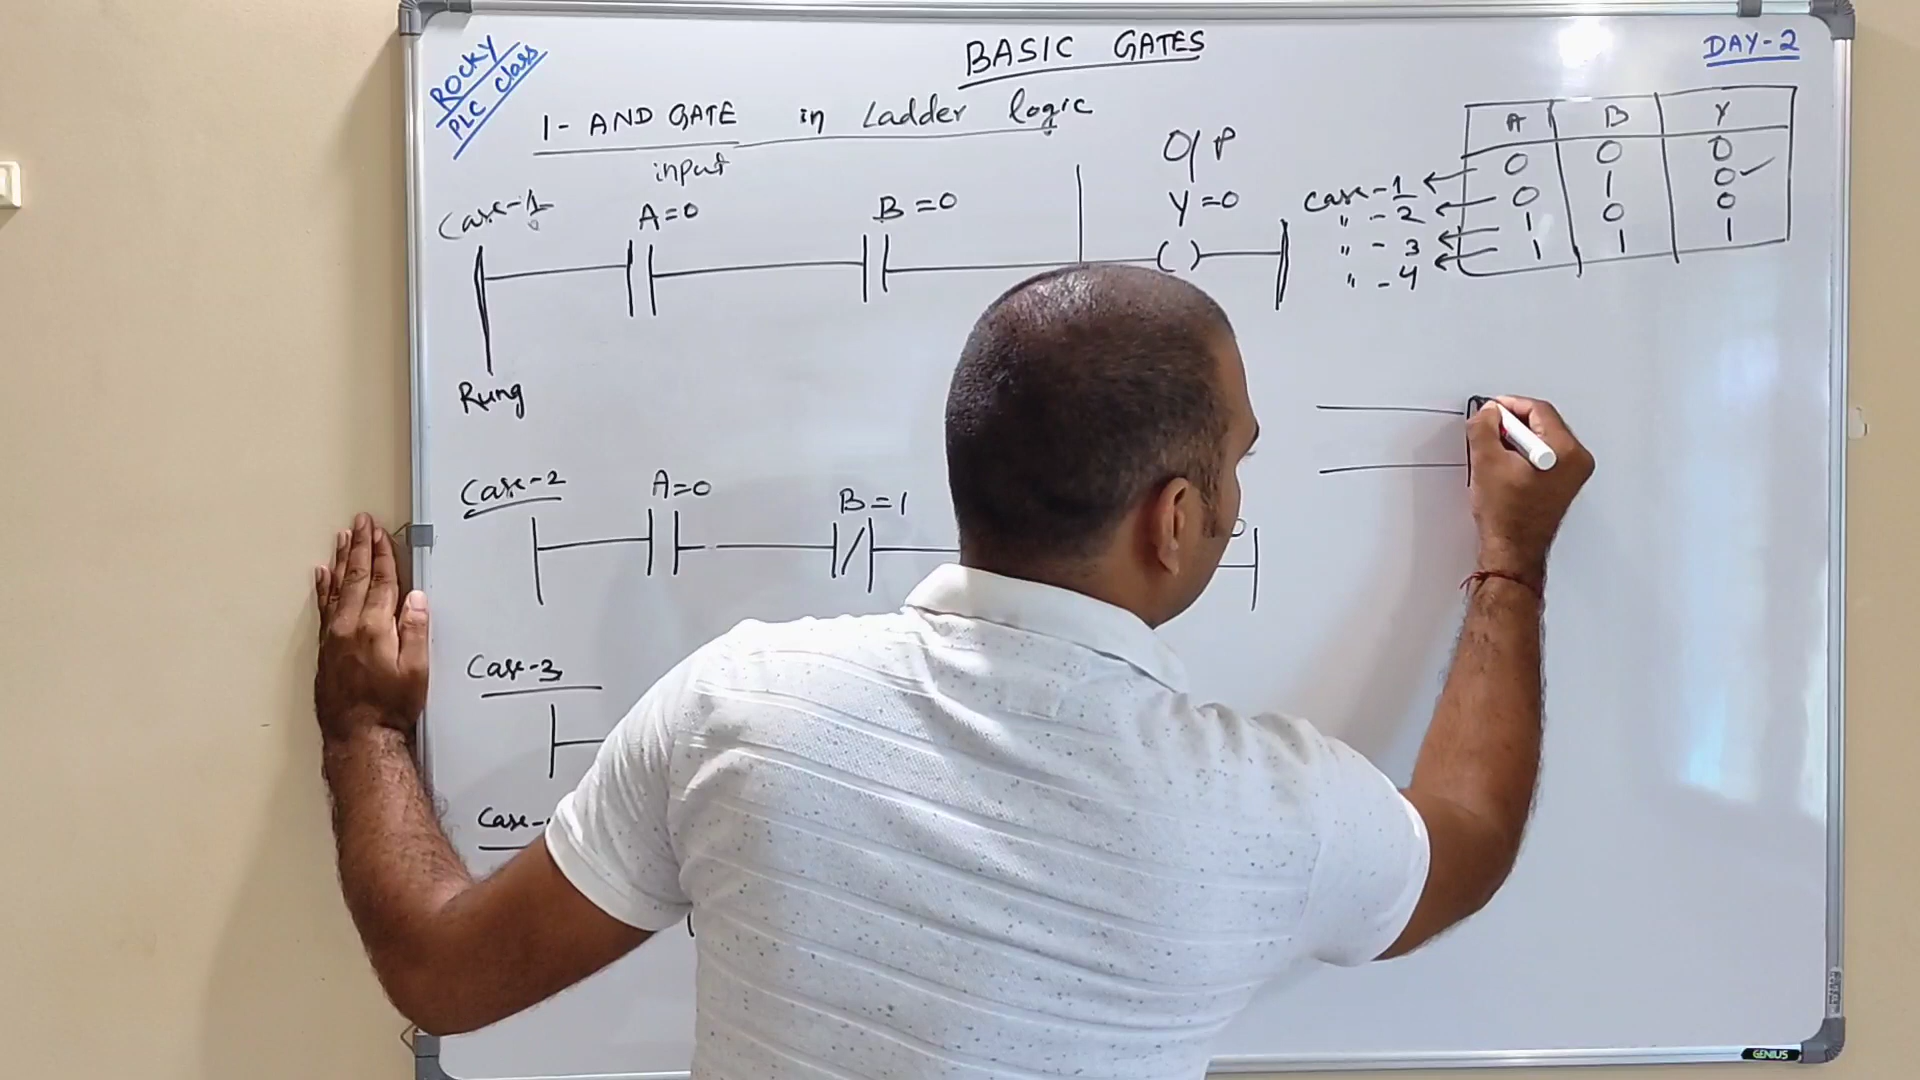 ROCKY
PLC class
BASIC GATES
DAY-2
1- AND GATE in Ladder logic
input
O/P
Case-1
A=0
B=0
Y=0
A B Y
0 0 0
0 1 0
1 0 0
1 1 1
Case-1
" - 2
" - 3
" - 4
Rung
Case-2
A=0
B=1
Case-3
Case-
GENIUS